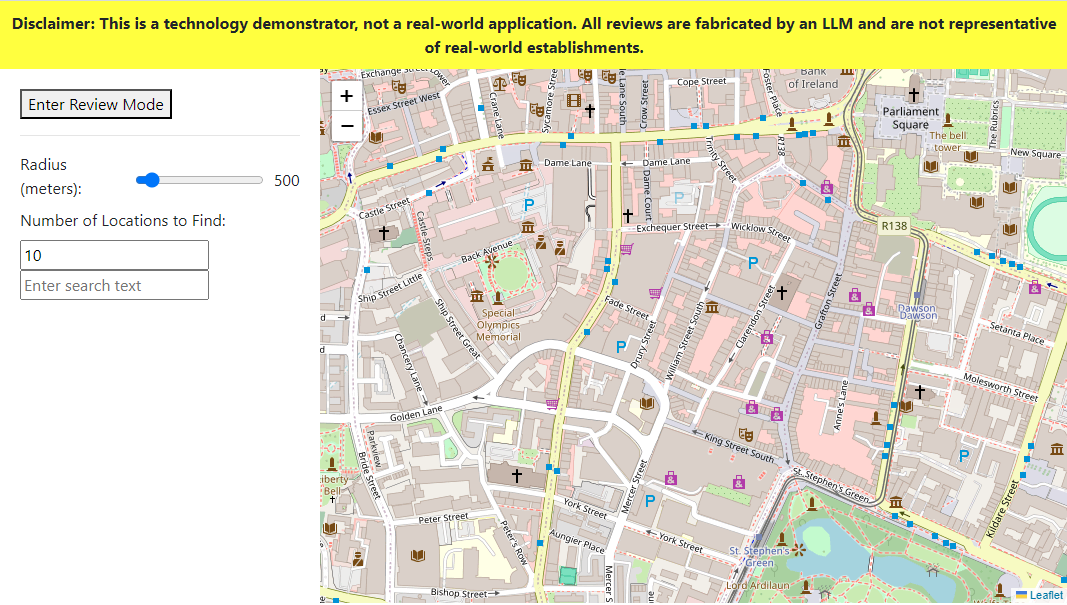 Disclaimer: This is a technology demonstrator, not a real-world application. All reviews are fabricated by an LLM and are not representative
of real-world establishments.
Enter Review Mode
Radius
(meters):
500
Number of Locations to Find:
10
Enter search text
+
−
Exchange Street
Essex Street West
Crane Lane
Sycamore Street
Crow Street
Cope Street
Foster Place
Bank
of Ireland
Parliament
Square
The bell
tower
The Rubrics
New Square
Dame Lane
Dame Lane
Trinity Street
R138
Castle Street
Castle Steps
Dame Court
Exchequer Street
Wicklow Street
R138
Back Avenue
Ship Street Little
Ship Street Great
Special
Olympics
Memorial
Fade Street
Drury Street
William Street South
Clarendon Street
Grafton Street
Dawson
Dawson
Setanta Place
Molesworth Street
Chancery Lane
Golden Lane
Anne's Lane
King Street South
Parkview
Bride Street
Liberty
Bell
Mercer Street
St. Stephen's Green
Kildare Street
Peter Street
Peter's Row
York Street
Aungier Place
York Street
St. Stephen's
Green
Lord Ardilaun
Bishop Street
Mercer S
Leaflet